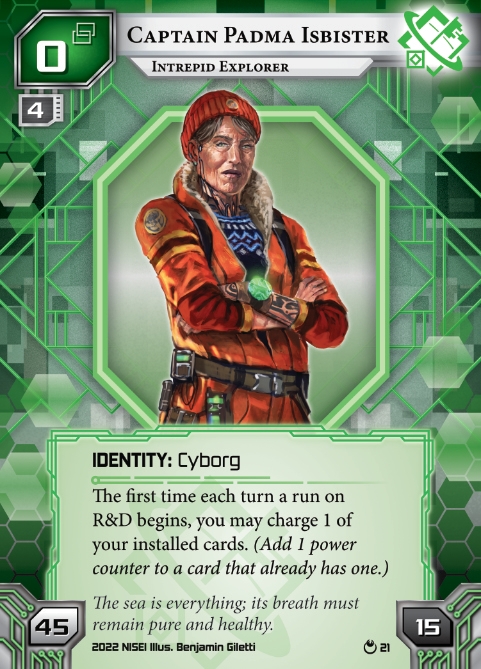 0
CAPTAIN PADMA ISBISTER
INTREPID EXPLORER
4
IDENTITY: Cyborg
The first time each turn a run on
R&D begins, you may charge 1 of
your installed cards. (Add 1 power
counter to a card that already has one.)
The sea is everything; its breath must
remain pure and healthy.
45
15
2022 NISEI Illus. Benjamin Giletti
21